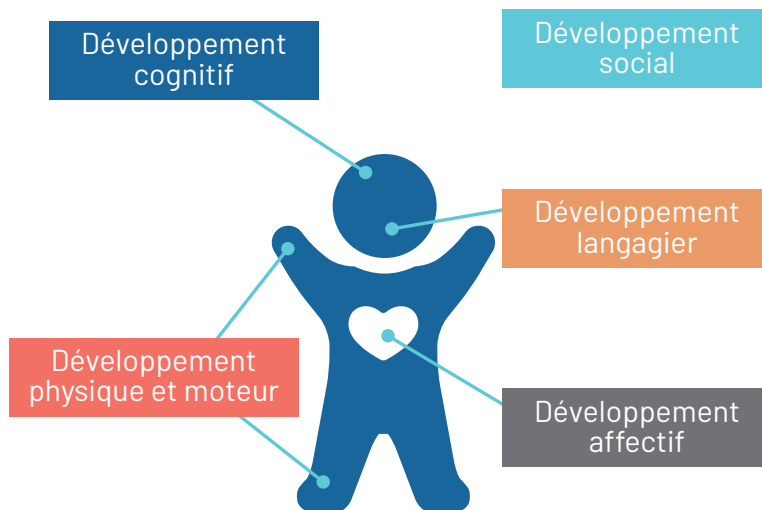 Développement
cognitif
Développement
social
Développement
langagier
Développement
physique et moteur
Développement
affectif